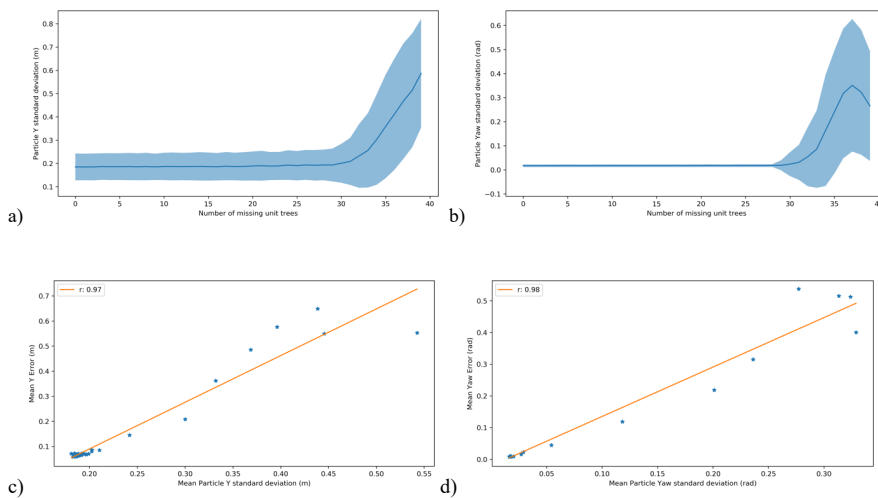 Particle Y standard deviation (m)
0.8
0.7
0.6
0.5
0.4
0.3
0.2
0.1
0 5 10 15 20 25 30 35 40
Number of missing unit trees
a)
Particle Yaw standard deviation (rad)
0.6
0.5
0.4
0.3
0.2
0.1
0.0
−0.1
0 5 10 15 20 25 30 35 40
Number of missing unit trees
b)
r: 0.97
Mean Y Error (m)
0.7
0.6
0.5
0.4
0.3
0.2
0.1
0.20 0.25 0.30 0.35 0.40 0.45 0.50 0.55
Mean Particle Y standard deviation (m)
c)
r: 0.98
Mean Yaw Error (rad)
0.5
0.4
0.3
0.2
0.1
0.0
0.05 0.10 0.15 0.20 0.25 0.30
Mean Particle Yaw standard deviation (rad)
d)